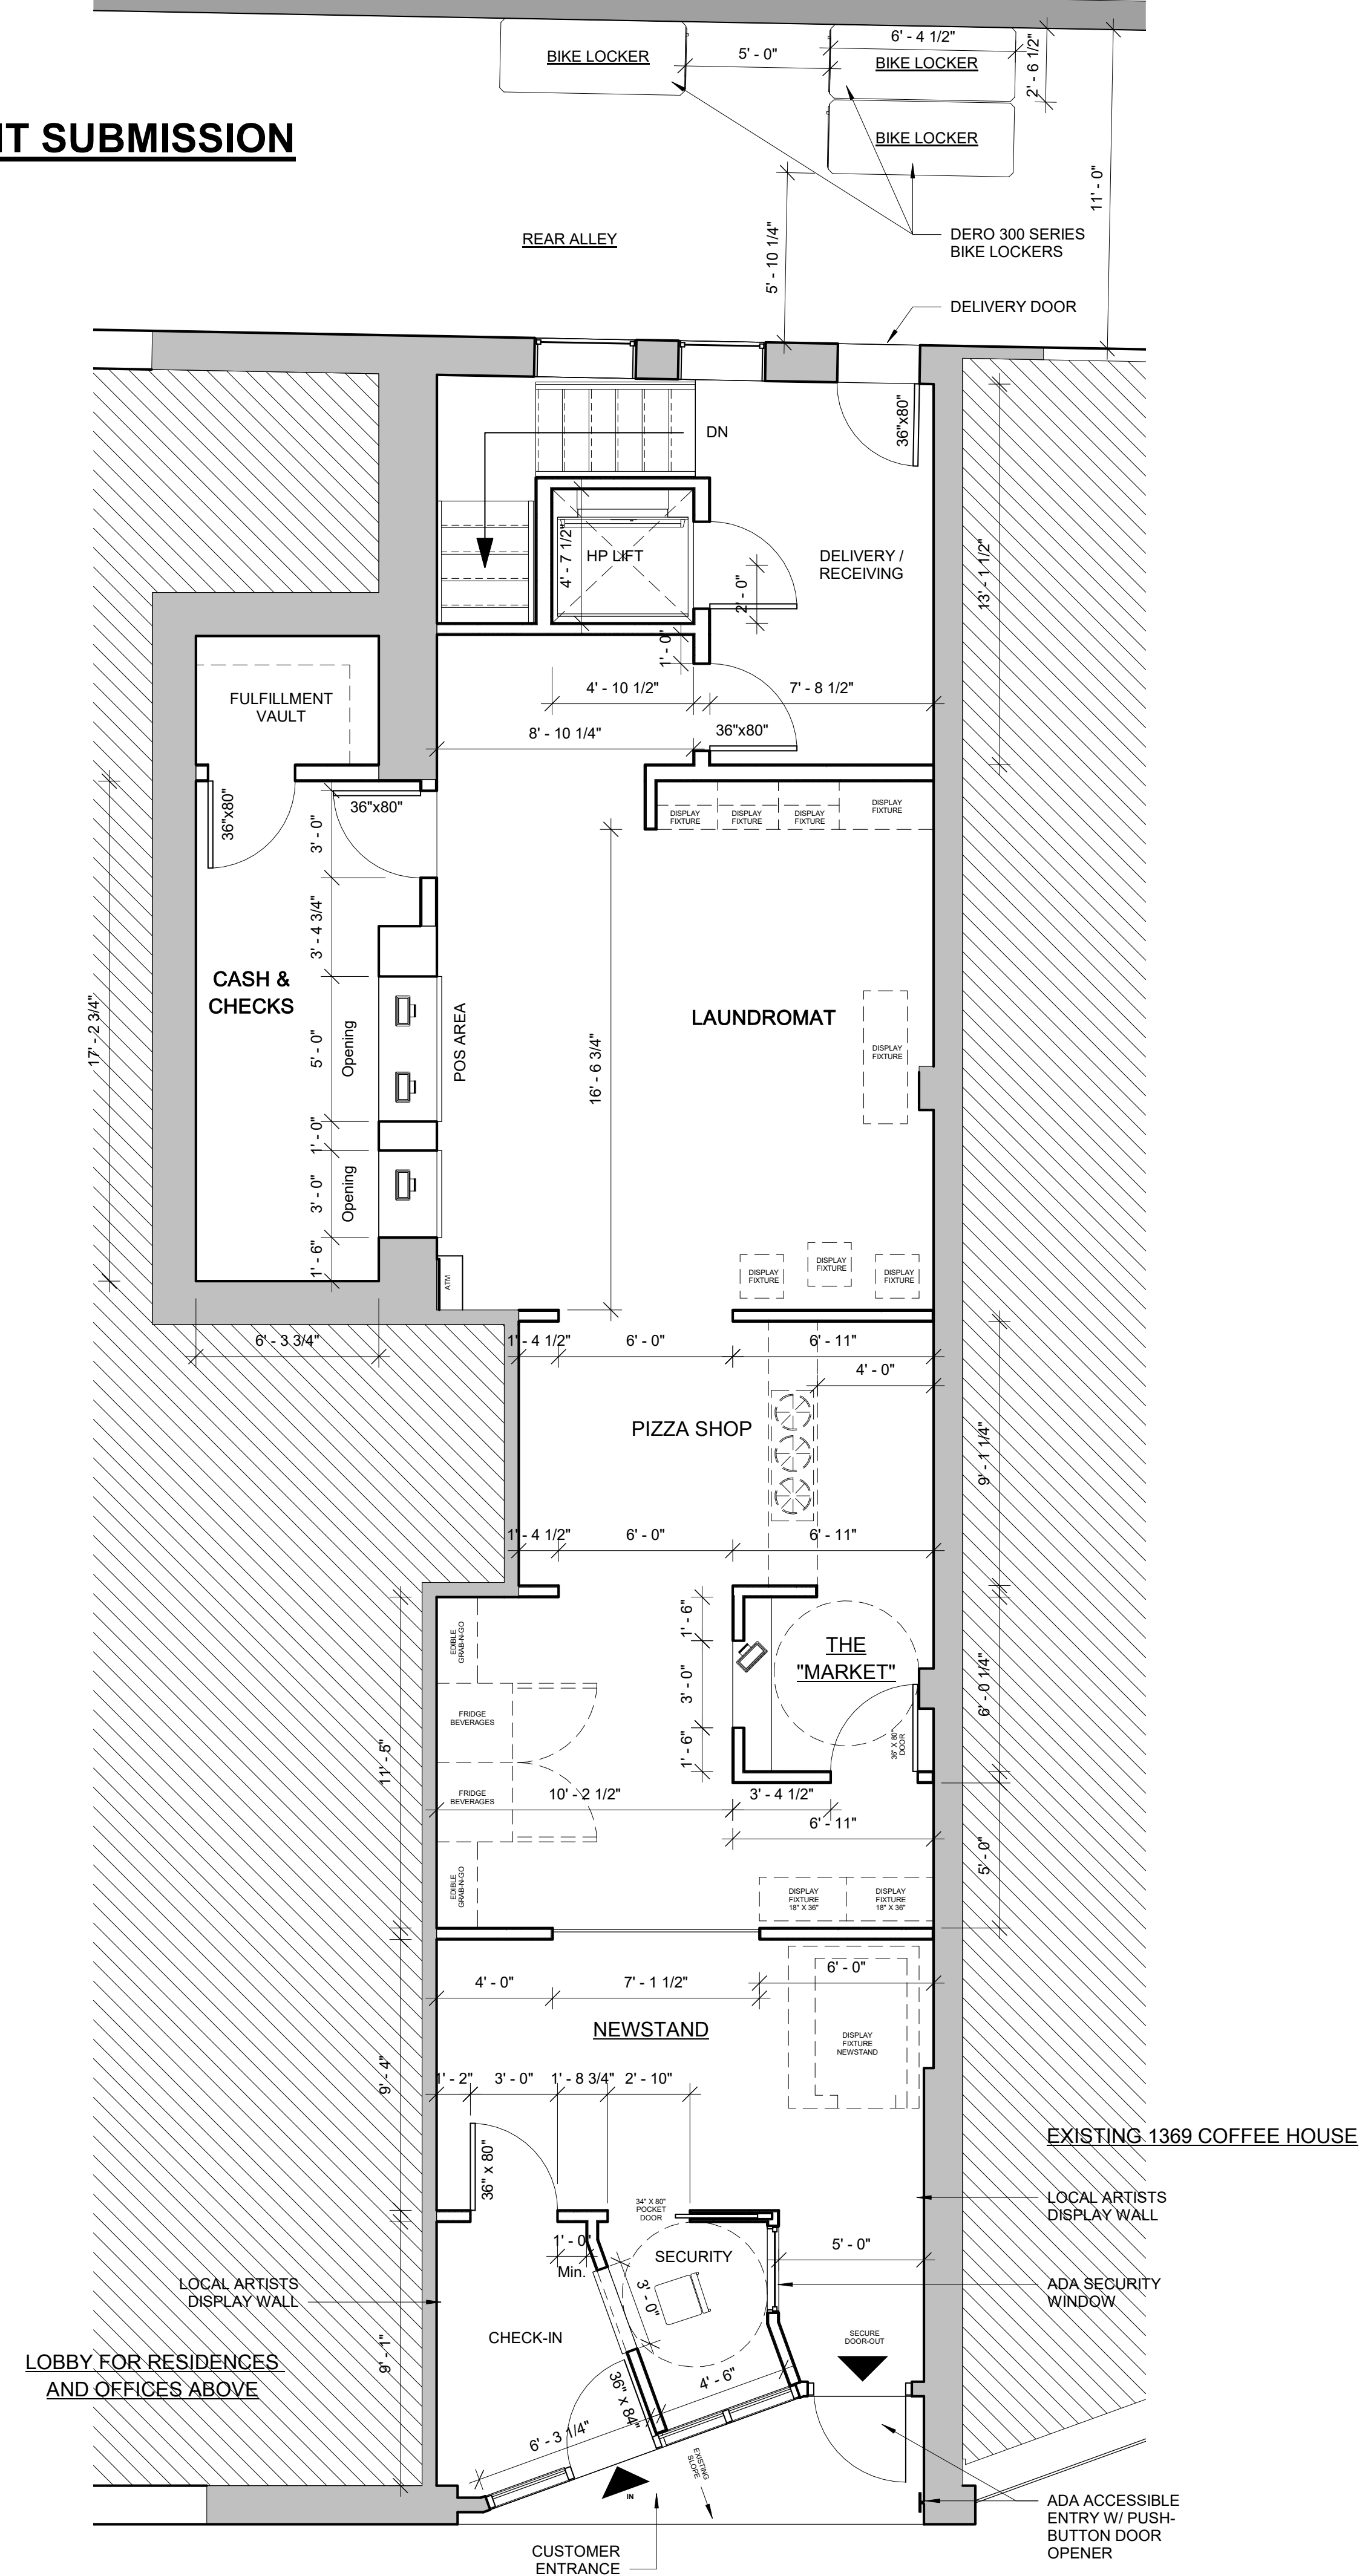 BIKE LOCKER
5' - 0"
6' - 4 1/2"
BIKE LOCKER
2' - 6 1/2"
IT SUBMISSION
BIKE LOCKER
11' - 0"
5' - 10 1/4"
REAR ALLEY
DERO 300 SERIES
BIKE LOCKERS
DELIVERY DOOR
DN
36"x80"
4' - 7 1/2"
HP LIFT
DELIVERY /
RECEIVING
2' - 0"
13' - 1 1/2"
1' - 0"
FULFILLMENT
VAULT
4' - 10 1/2"
7' - 8 1/2"
8' - 10 1/4"
36"x80"
36"x80"
36"x80"
3' - 0"
DISPLAY
FIXTURE
DISPLAY
FIXTURE
DISPLAY
FIXTURE
DISPLAY
FIXTURE
3' - 4 3/4"
CASH &
CHECKS
17' - 2 3/4"
5' - 0"
Opening
POS AREA
16' - 6 3/4"
LAUNDROMAT
DISPLAY
FIXTURE
1' - 0"
3' - 0"
Opening
1' - 6"
ATM
DISPLAY
FIXTURE
DISPLAY
FIXTURE
DISPLAY
FIXTURE
6' - 3 3/4"
1' - 4 1/2"
6' - 0"
6' - 11"
4' - 0"
PIZZA SHOP
9' - 1 1/4"
1' - 4 1/2"
6' - 0"
6' - 11"
EDIBLE
GRAB-N-GO
1' - 6"
THE
"MARKET"
3' - 0"
6' - 0 1/4"
FRIDGE
BEVERAGES
36" X 80"
DOOR
1' - 6"
11' - 5"
FRIDGE
BEVERAGES
10' - 2 1/2"
3' - 4 1/2"
6' - 11"
5' - 0"
EDIBLE
GRAB-N-GO
DISPLAY
FIXTURE
18" X 36"
DISPLAY
FIXTURE
18" X 36"
4' - 0"
7' - 1 1/2"
6' - 0"
NEWSTAND
DISPLAY
FIXTURE
NEWSTAND
9' - 4"
1' - 2"
3' - 0"
1' - 8 3/4"
2' - 10"
EXISTING 1369 COFFEE HOUSE
36" x 80"
34" X 80"
POCKET
DOOR
LOCAL ARTISTS
DISPLAY WALL
1' - 0"
Min.
SECURITY
5' - 0"
LOCAL ARTISTS
DISPLAY WALL
3' - 0"
ADA SECURITY
WINDOW
CHECK-IN
SECURE
DOOR-OUT
9' - 1"
LOBBY FOR RESIDENCES
AND OFFICES ABOVE
36" X 84"
4' - 6"
6' - 3 1/4"
EXISTING
SLOPE
IN
ADA ACCESSIBLE
ENTRY W/ PUSH-
BUTTON DOOR
OPENER
CUSTOMER
ENTRANCE